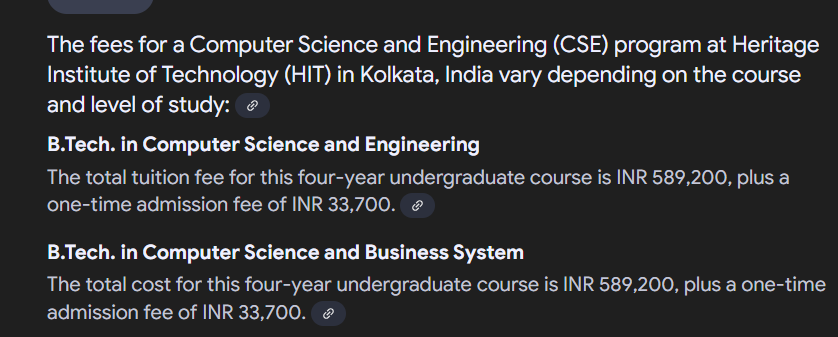 The fees for a Computer Science and Engineering (CSE) program at Heritage
Institute of Technology (HIT) in Kolkata, India vary depending on the course
and level of study:
B.Tech. in Computer Science and Engineering
The total tuition fee for this four-year undergraduate course is INR 589,200, plus a
one-time admission fee of INR 33,700.
B.Tech. in Computer Science and Business System
The total cost for this four-year undergraduate course is INR 589,200, plus a one-time
admission fee of INR 33,700.